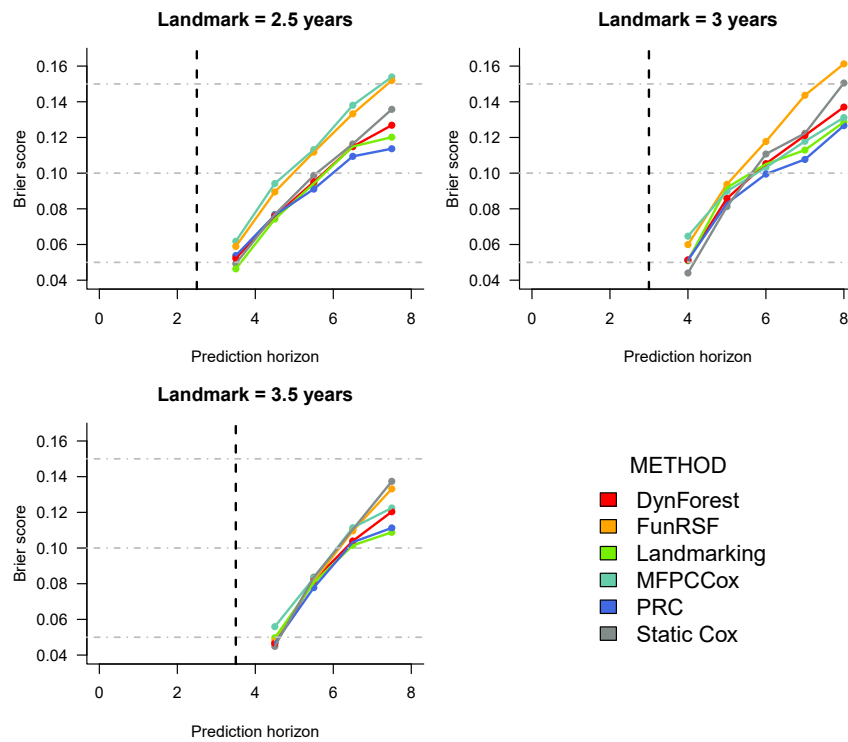 Landmark = 2.5 years
Brier score
0.16
0.14
0.12
0.10
0.08
0.06
0.04
0 2 4 6 8
Prediction horizon
Landmark = 3 years
Brier score
0.16
0.14
0.12
0.10
0.08
0.06
0.04
0 2 4 6 8
Prediction horizon
Landmark = 3.5 years
Brier score
0.16
0.14
0.12
0.10
0.08
0.06
0.04
0 2 4 6 8
Prediction horizon
METHOD
DynForest
FunRSF
Landmarking
MFPCCox
PRC
Static Cox